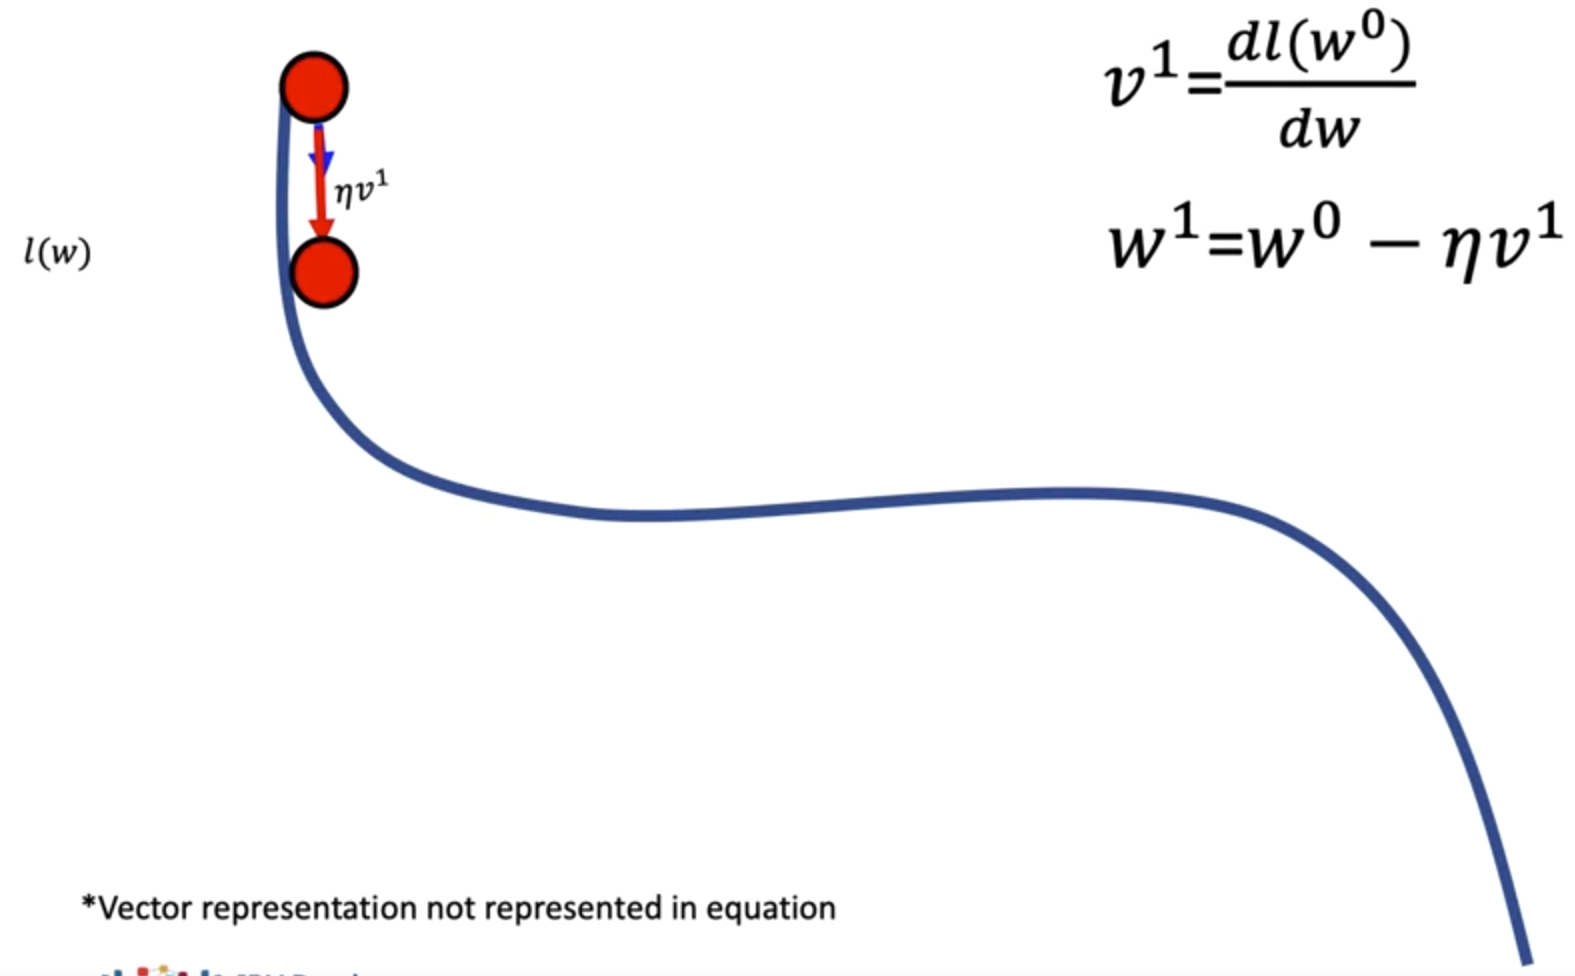 v¹=dl(w⁰)/dw
ηv¹
w¹=w⁰ − ηv¹
l(w)
*Vector representation not represented in equation